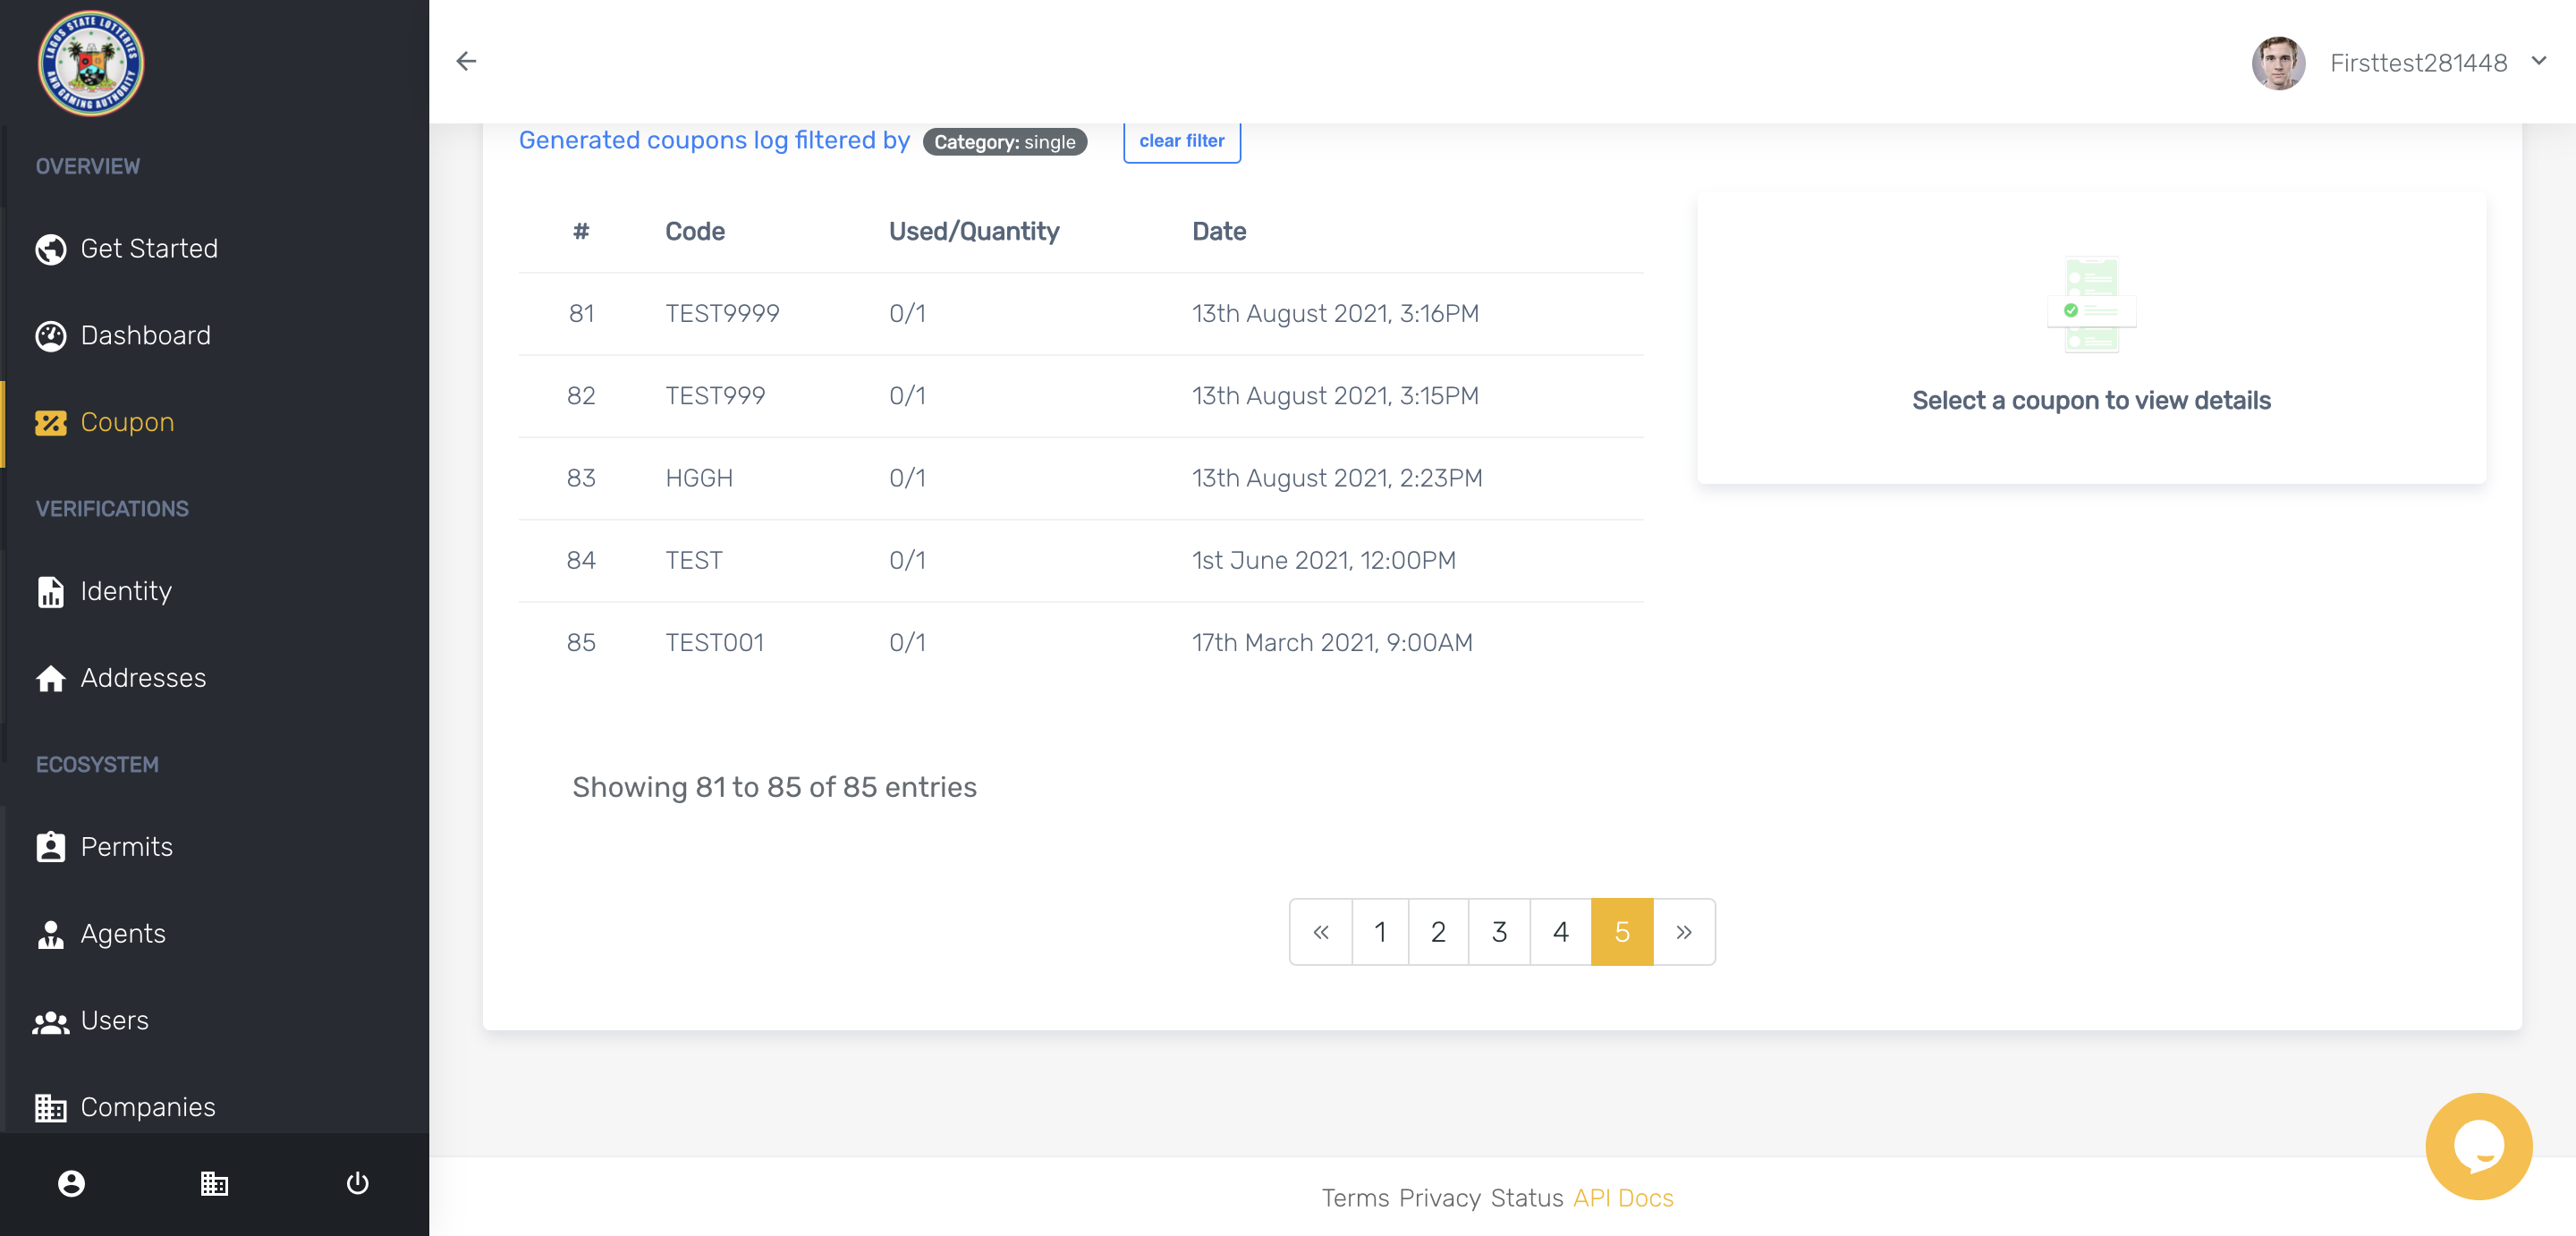 LAGOS STATE LOTTERIES
AND GAMING AUTHORITY
Firsttest281448
OVERVIEW
Get Started
Dashboard
Coupon
VERIFICATIONS
Identity
Addresses
ECOSYSTEM
Permits
Agents
Users
Companies
Generated coupons log filtered by Category: single clear filter
# Code Used/Quantity Date
81 TEST9999 0/1 13th August 2021, 3:16PM
82 TEST999 0/1 13th August 2021, 3:15PM
83 HGGH 0/1 13th August 2021, 2:23PM
84 TEST 0/1 1st June 2021, 12:00PM
85 TEST001 0/1 17th March 2021, 9:00AM
Showing 81 to 85 of 85 entries
« 1 2 3 4 5 »
Select a coupon to view details
Terms Privacy Status API Docs